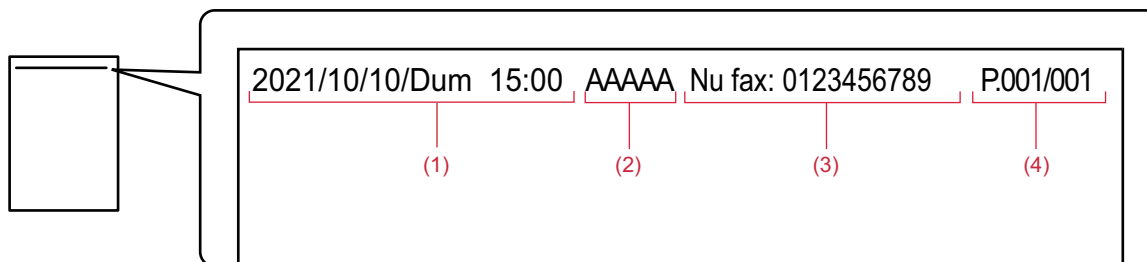 2021/10/10/Dum 15:00 AAAAA Nu fax: 0123456789 P.001/001
(1) (2) (3) (4)